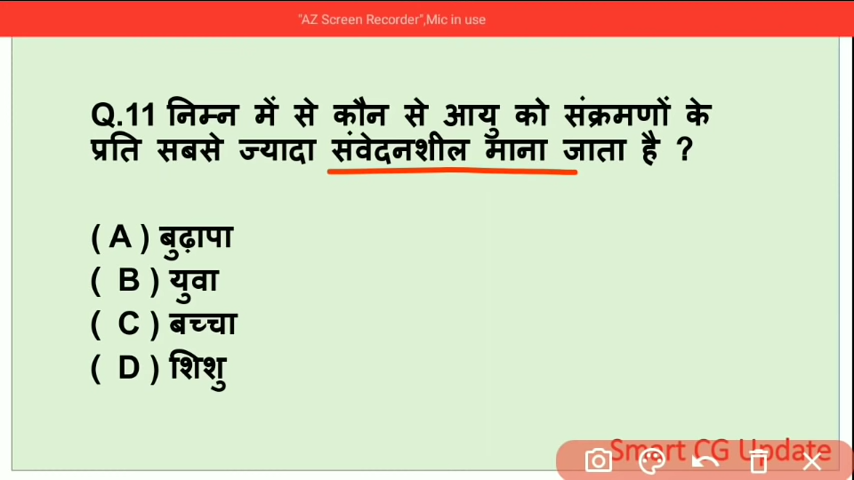 "AZ Screen Recorder",Mic in use
Q.11 निम्न में से कौन से आयु को संक्रमणों के
प्रति सबसे ज्यादा संवेदनशील माना जाता है ?
( A ) बुढ़ापा
( B ) युवा
( C ) बच्चा
( D ) शिशु
Smart CG Update